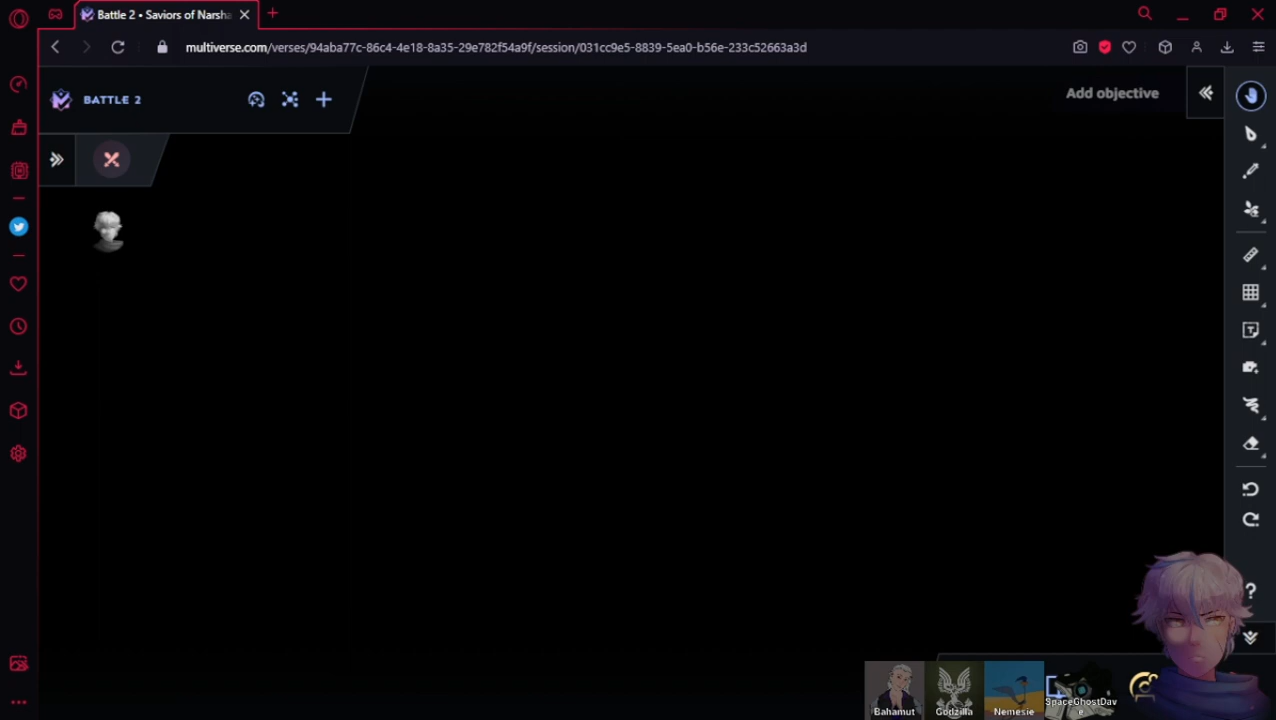 Battle 2 • Saviors of Narsha
multiverse.com/verses/94aba77c-86c4-4e18-8a35-29e782f54a9f/session/031cc9e5-8839-5ea0-b56e-233c52663a3d
BATTLE 2
Add objective
Bahamut
Godzilla
Nemesie
SpaceGhostDav
e